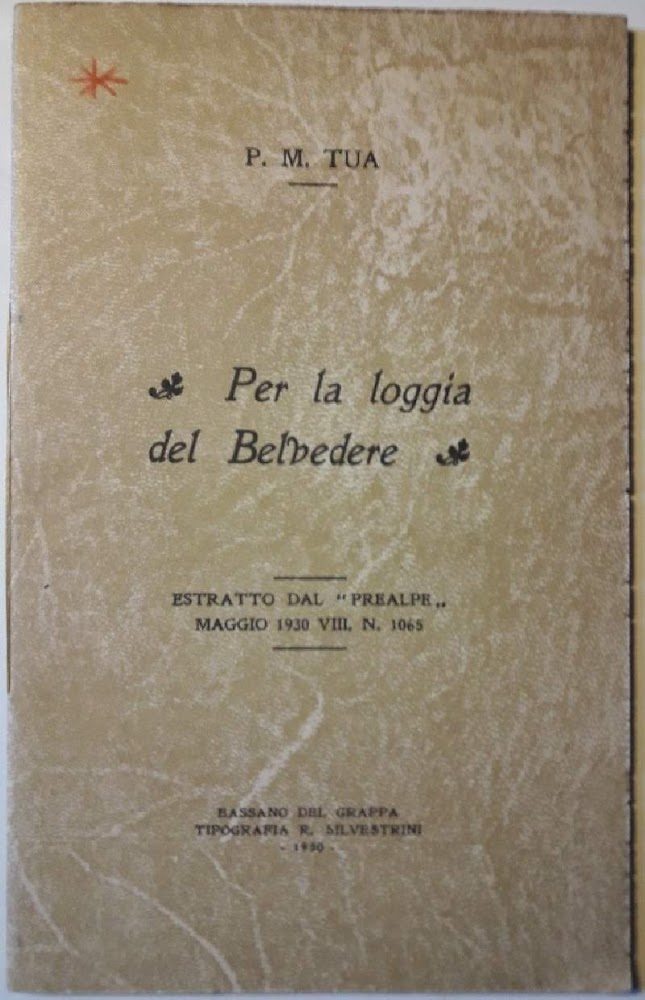 P. M. TUA
Per la loggia
del Belvedere
ESTRATTO DAL “PREALPE„
MAGGIO 1930 VIII. N. 1065
BASSANO DEL GRAPPA
TIPOGRAFIA R. SILVESTRINI
- 1930 -